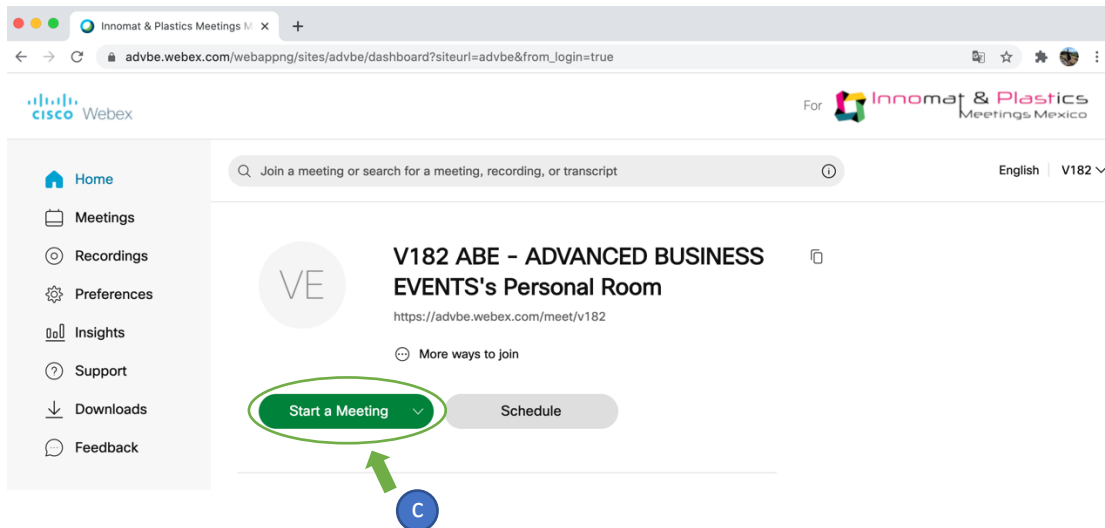 Innomat & Plastics Meetings M
advbe.webex.com/webappng/sites/advbe/dashboard?siteurl=advbe&from_login=true
CISCO Webex
For Innomat & Plastics
Meetings Mexico
Join a meeting or search for a meeting, recording, or transcript
English V182
Home
Meetings
Recordings
Preferences
Insights
Support
Downloads
Feedback
VE
V182 ABE - ADVANCED BUSINESS
EVENTS's Personal Room
https://advbe.webex.com/meet/v182
More ways to join
Start a Meeting
Schedule
C